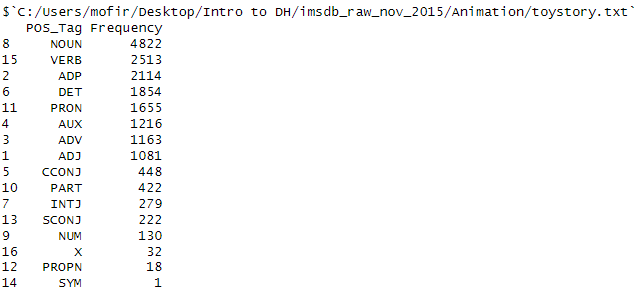 $`C:/Users/mofir/Desktop/Intro to DH/imsdb_raw_nov_2015/Animation/toystory.txt`
   POS_Tag Frequency
8     NOUN      4822
15    VERB      2513
2      ADP      2114
6      DET      1854
11    PRON      1655
4      AUX      1216
3      ADV      1163
1      ADJ      1081
5    CCONJ       448
10    PART       422
7     INTJ       279
13   SCONJ       222
9      NUM       130
16       X        32
12   PROPN        18
14     SYM         1